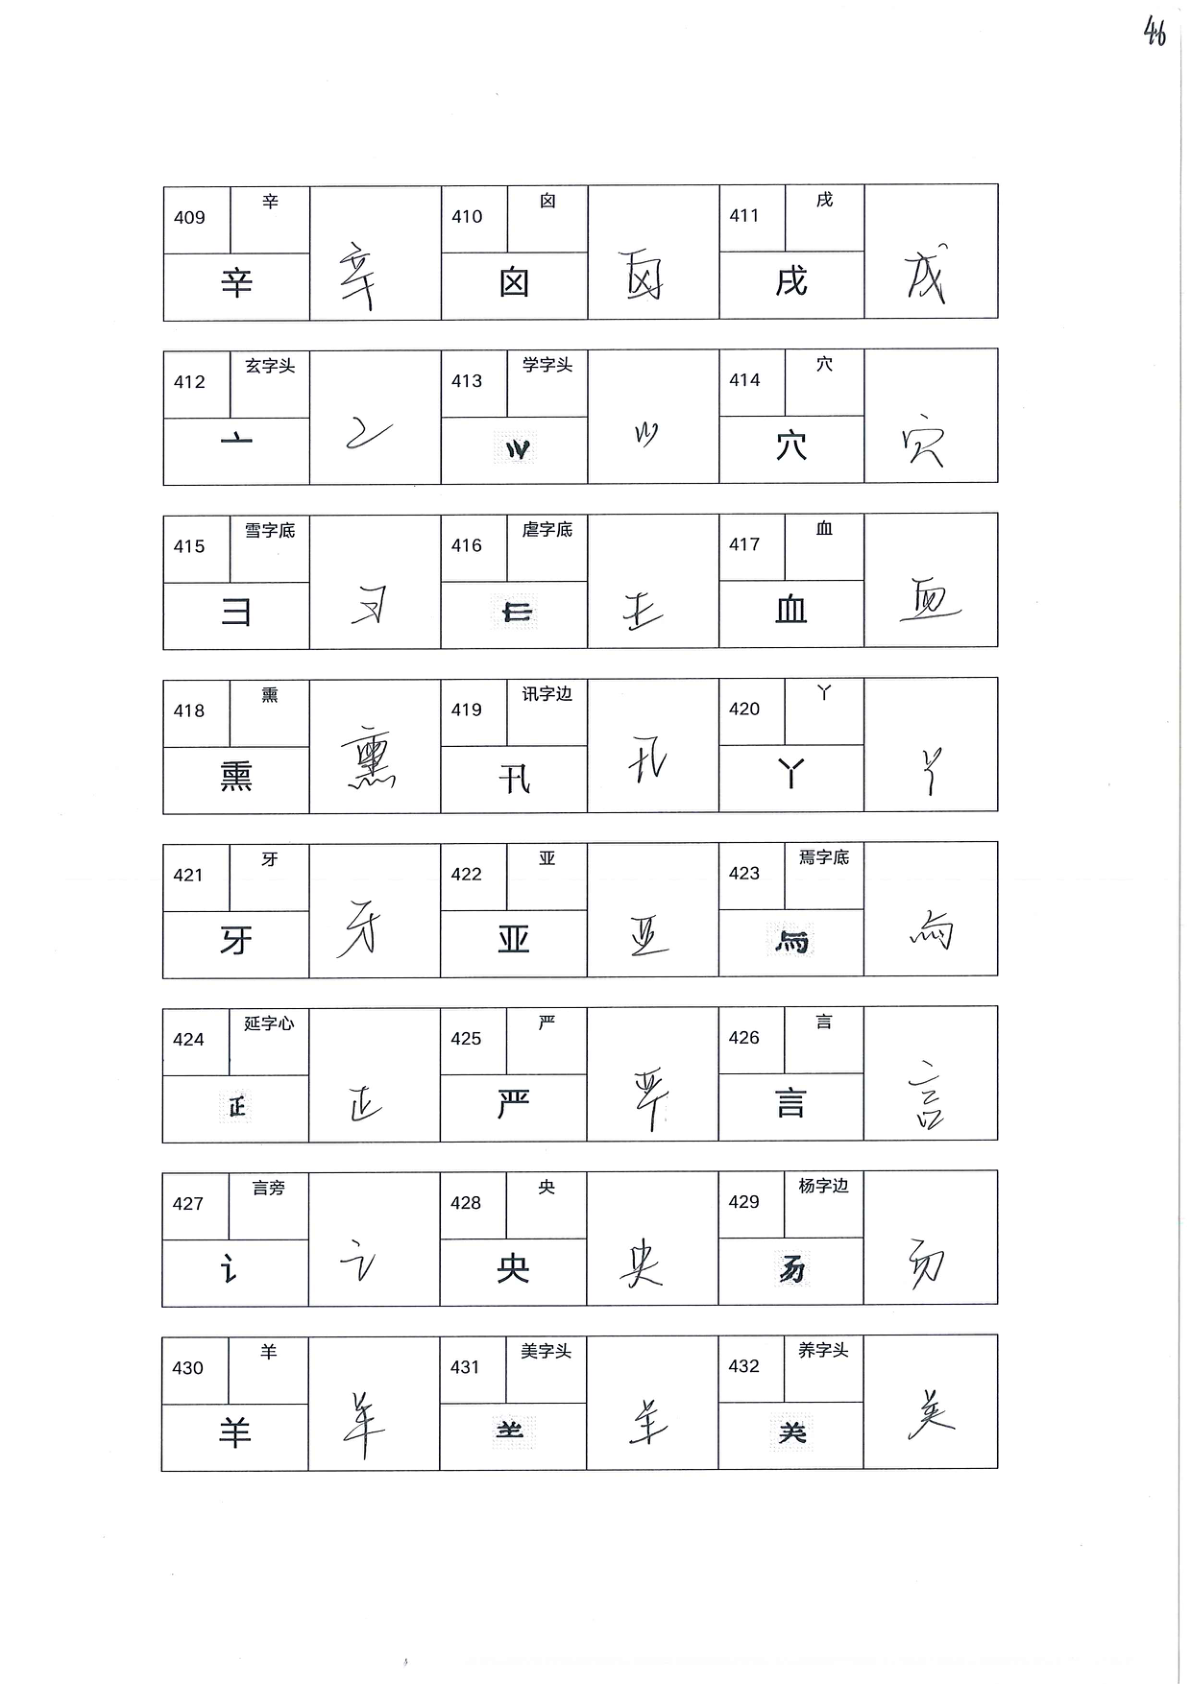 46
409 辛 辛 辛 410 囟 囟 囟 411 戌 戌 戌
412 玄字头 亠 亠 413 学字头 414 穴 穴 穴
415 雪字底 彐 彐 416 虐字底 417 血 血 血
418 熏 熏 熏 419 讯字边 卂 卂 420 丫 丫 丫
421 牙 牙 牙 422 亚 亚 亚 423 焉字底
424 延字心 425 严 严 严 426 言 言 言
427 言旁 讠 讠 428 央 央 央 429 杨字边
430 羊 羊 羊 431 美字头 432 养字头